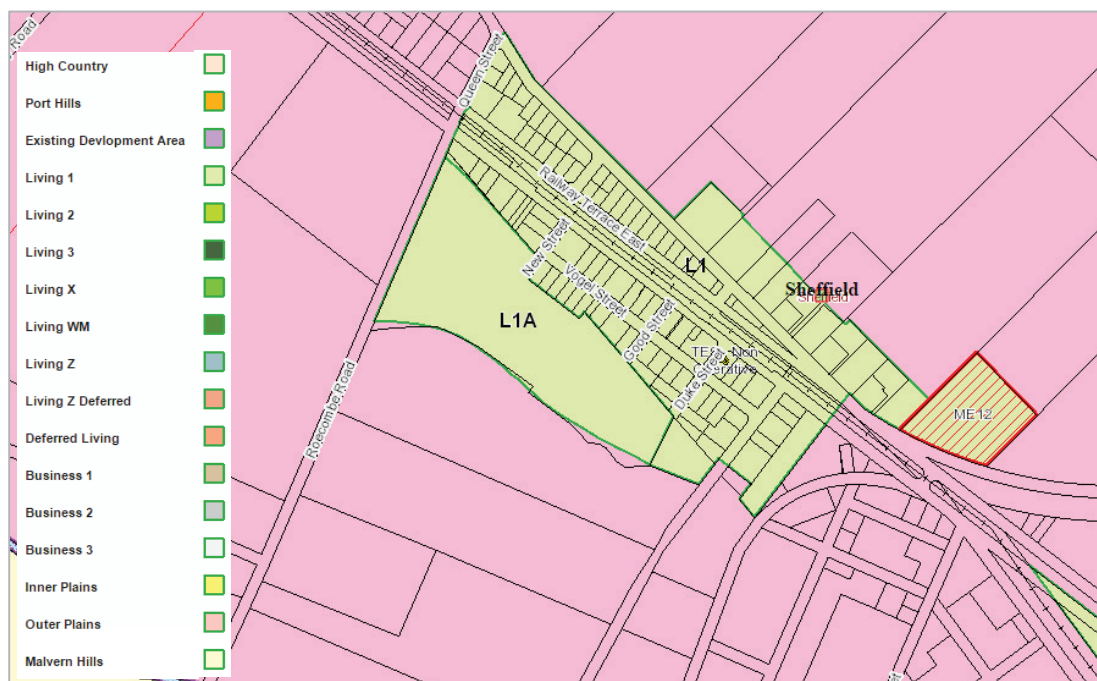 Road
High Country
Port Hills
Existing Devlopment Area
Living 1
Living 2
Living 3
Living X
Living WM
Living Z
Living Z Deferred
Deferred Living
Business 1
Business 2
Business 3
Inner Plains
Outer Plains
Malvern Hills
Queen Street
Railway Terrace East
L1
New Street
Vogel Street
Sheffield
Sheffield
L1A
Good Street
Duke Street
Non
ME12
Roecombe Road